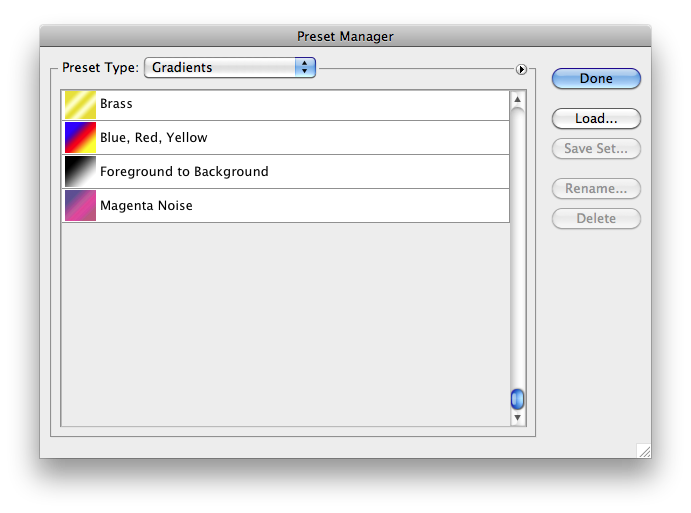 Preset Manager
Preset Type: Gradients
Done
Brass
Load...
Blue, Red, Yellow
Save Set...
Foreground to Background
Rename...
Magenta Noise
Delete